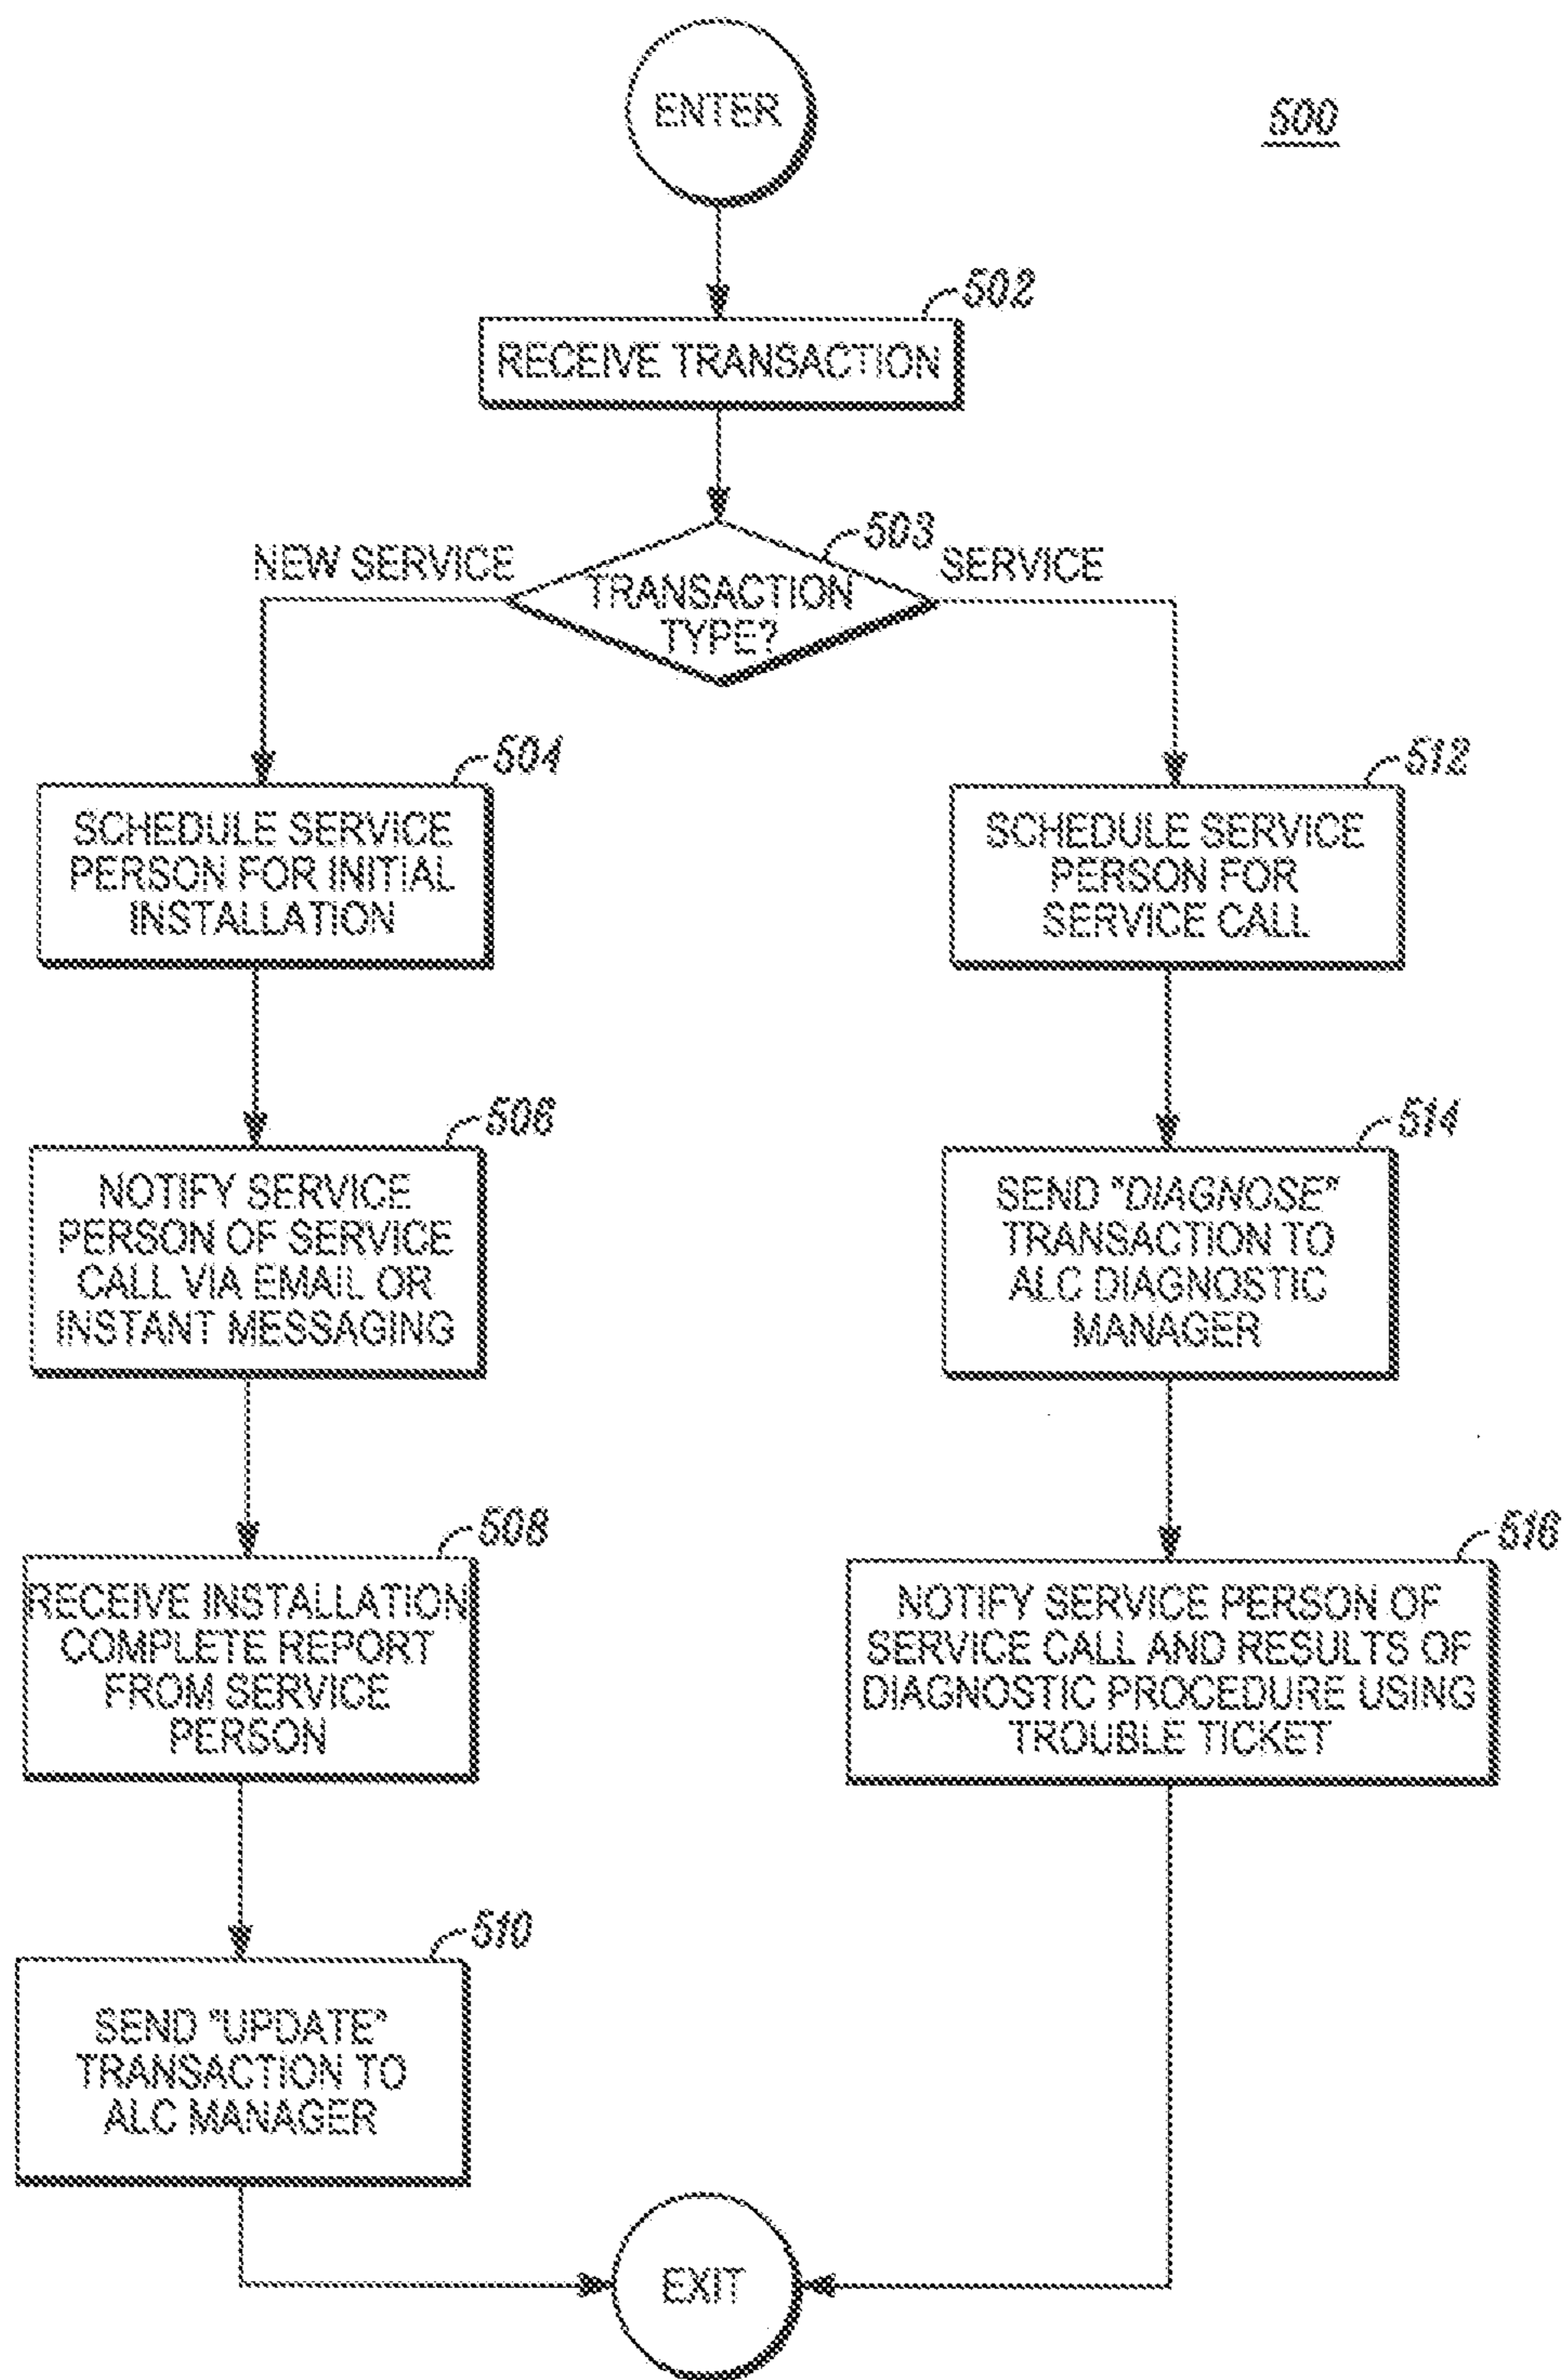 ENTER
500
502
RECEIVE TRANSACTION
503
NEW SERVICE
SERVICE
TRANSACTION
TYPE?
504
SCHEDULE SERVICE
PERSON FOR INITIAL
INSTALLATION
506
NOTIFY SERVICE
PERSON OF SERVICE
CALL VIA EMAIL OR
INSTANT MESSAGING
508
RECEIVE INSTALLATION
COMPLETE REPORT
FROM SERVICE
PERSON
510
SEND "UPDATE"
TRANSACTION TO
ALC MANAGER
512
SCHEDULE SERVICE
PERSON FOR
SERVICE CALL
514
SEND "DIAGNOSE"
TRANSACTION TO
ALC DIAGNOSTIC
MANAGER
516
NOTIFY SERVICE PERSON OF
SERVICE CALL AND RESULTS OF
DIAGNOSTIC PROCEDURE USING
TROUBLE TICKET
EXIT